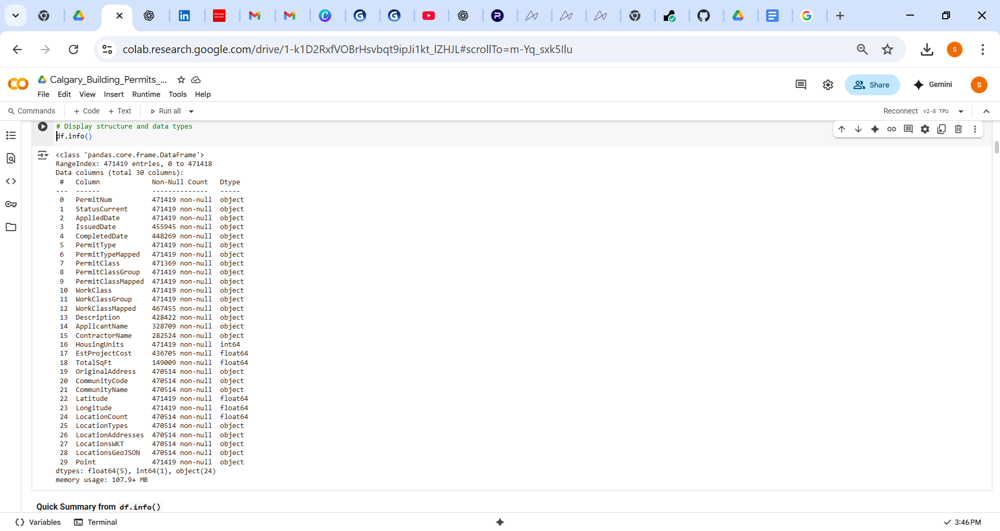 colab.research.google.com/drive/1-k1D2RxfVOBrHsvbqt9ipJi1kt_lZHJL#scrollTo=m-Yq_sxk5Ilu
S
Calgary_Building_Permits_...
File Edit View Insert Runtime Tools Help
Share
Gemini
S
Commands + Code + Text Run all
Reconnect v2-8 TPU
# Display structure and data types
df.info()
<class 'pandas.core.frame.DataFrame'>
RangeIndex: 471419 entries, 0 to 471418
Data columns (total 30 columns):
 #   Column             Non-Null Count   Dtype
---  ------             --------------   -----
 0   PermitNum          471419 non-null  object
 1   StatusCurrent      471419 non-null  object
 2   AppliedDate        471419 non-null  object
 3   IssuedDate         455945 non-null  object
 4   CompletedDate      448269 non-null  object
 5   PermitType         471419 non-null  object
 6   PermitTypeMapped   471419 non-null  object
 7   PermitClass        471369 non-null  object
 8   PermitClassGroup   471419 non-null  object
 9   PermitClassMapped  471419 non-null  object
 10  WorkClass          471419 non-null  object
 11  WorkClassGroup     471419 non-null  object
 12  WorkClassMapped    467455 non-null  object
 13  Description        428422 non-null  object
 14  ApplicantName      328709 non-null  object
 15  ContractorName     282524 non-null  object
 16  HousingUnits       471419 non-null  int64
 17  EstProjectCost     436705 non-null  float64
 18  TotalSqFt          149009 non-null  float64
 19  OriginalAddress    470514 non-null  object
 20  CommunityCode      470514 non-null  object
 21  CommunityName      470514 non-null  object
 22  Latitude           471419 non-null  float64
 23  Longitude          471419 non-null  float64
 24  LocationCount      470514 non-null  float64
 25  LocationTypes      470514 non-null  object
 26  LocationAddresses  470514 non-null  object
 27  LocationsWKT       470514 non-null  object
 28  LocationsGeoJSON   470514 non-null  object
 29  Point              471419 non-null  object
dtypes: float64(5), int64(1), object(24)
memory usage: 107.9+ MB
Quick Summary from df.info()
Variables Terminal
3:46 PM